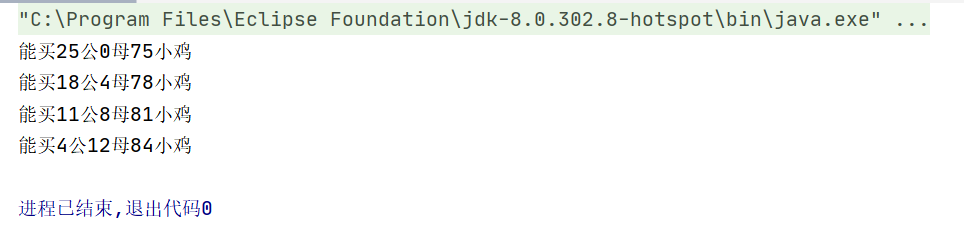 "C:\Program Files\Eclipse Foundation\jdk-8.0.302.8-hotspot\bin\java.exe" ...
能买25公0母75小鸡
能买18公4母78小鸡
能买11公8母81小鸡
能买4公12母84小鸡
进程已结束,退出代码0